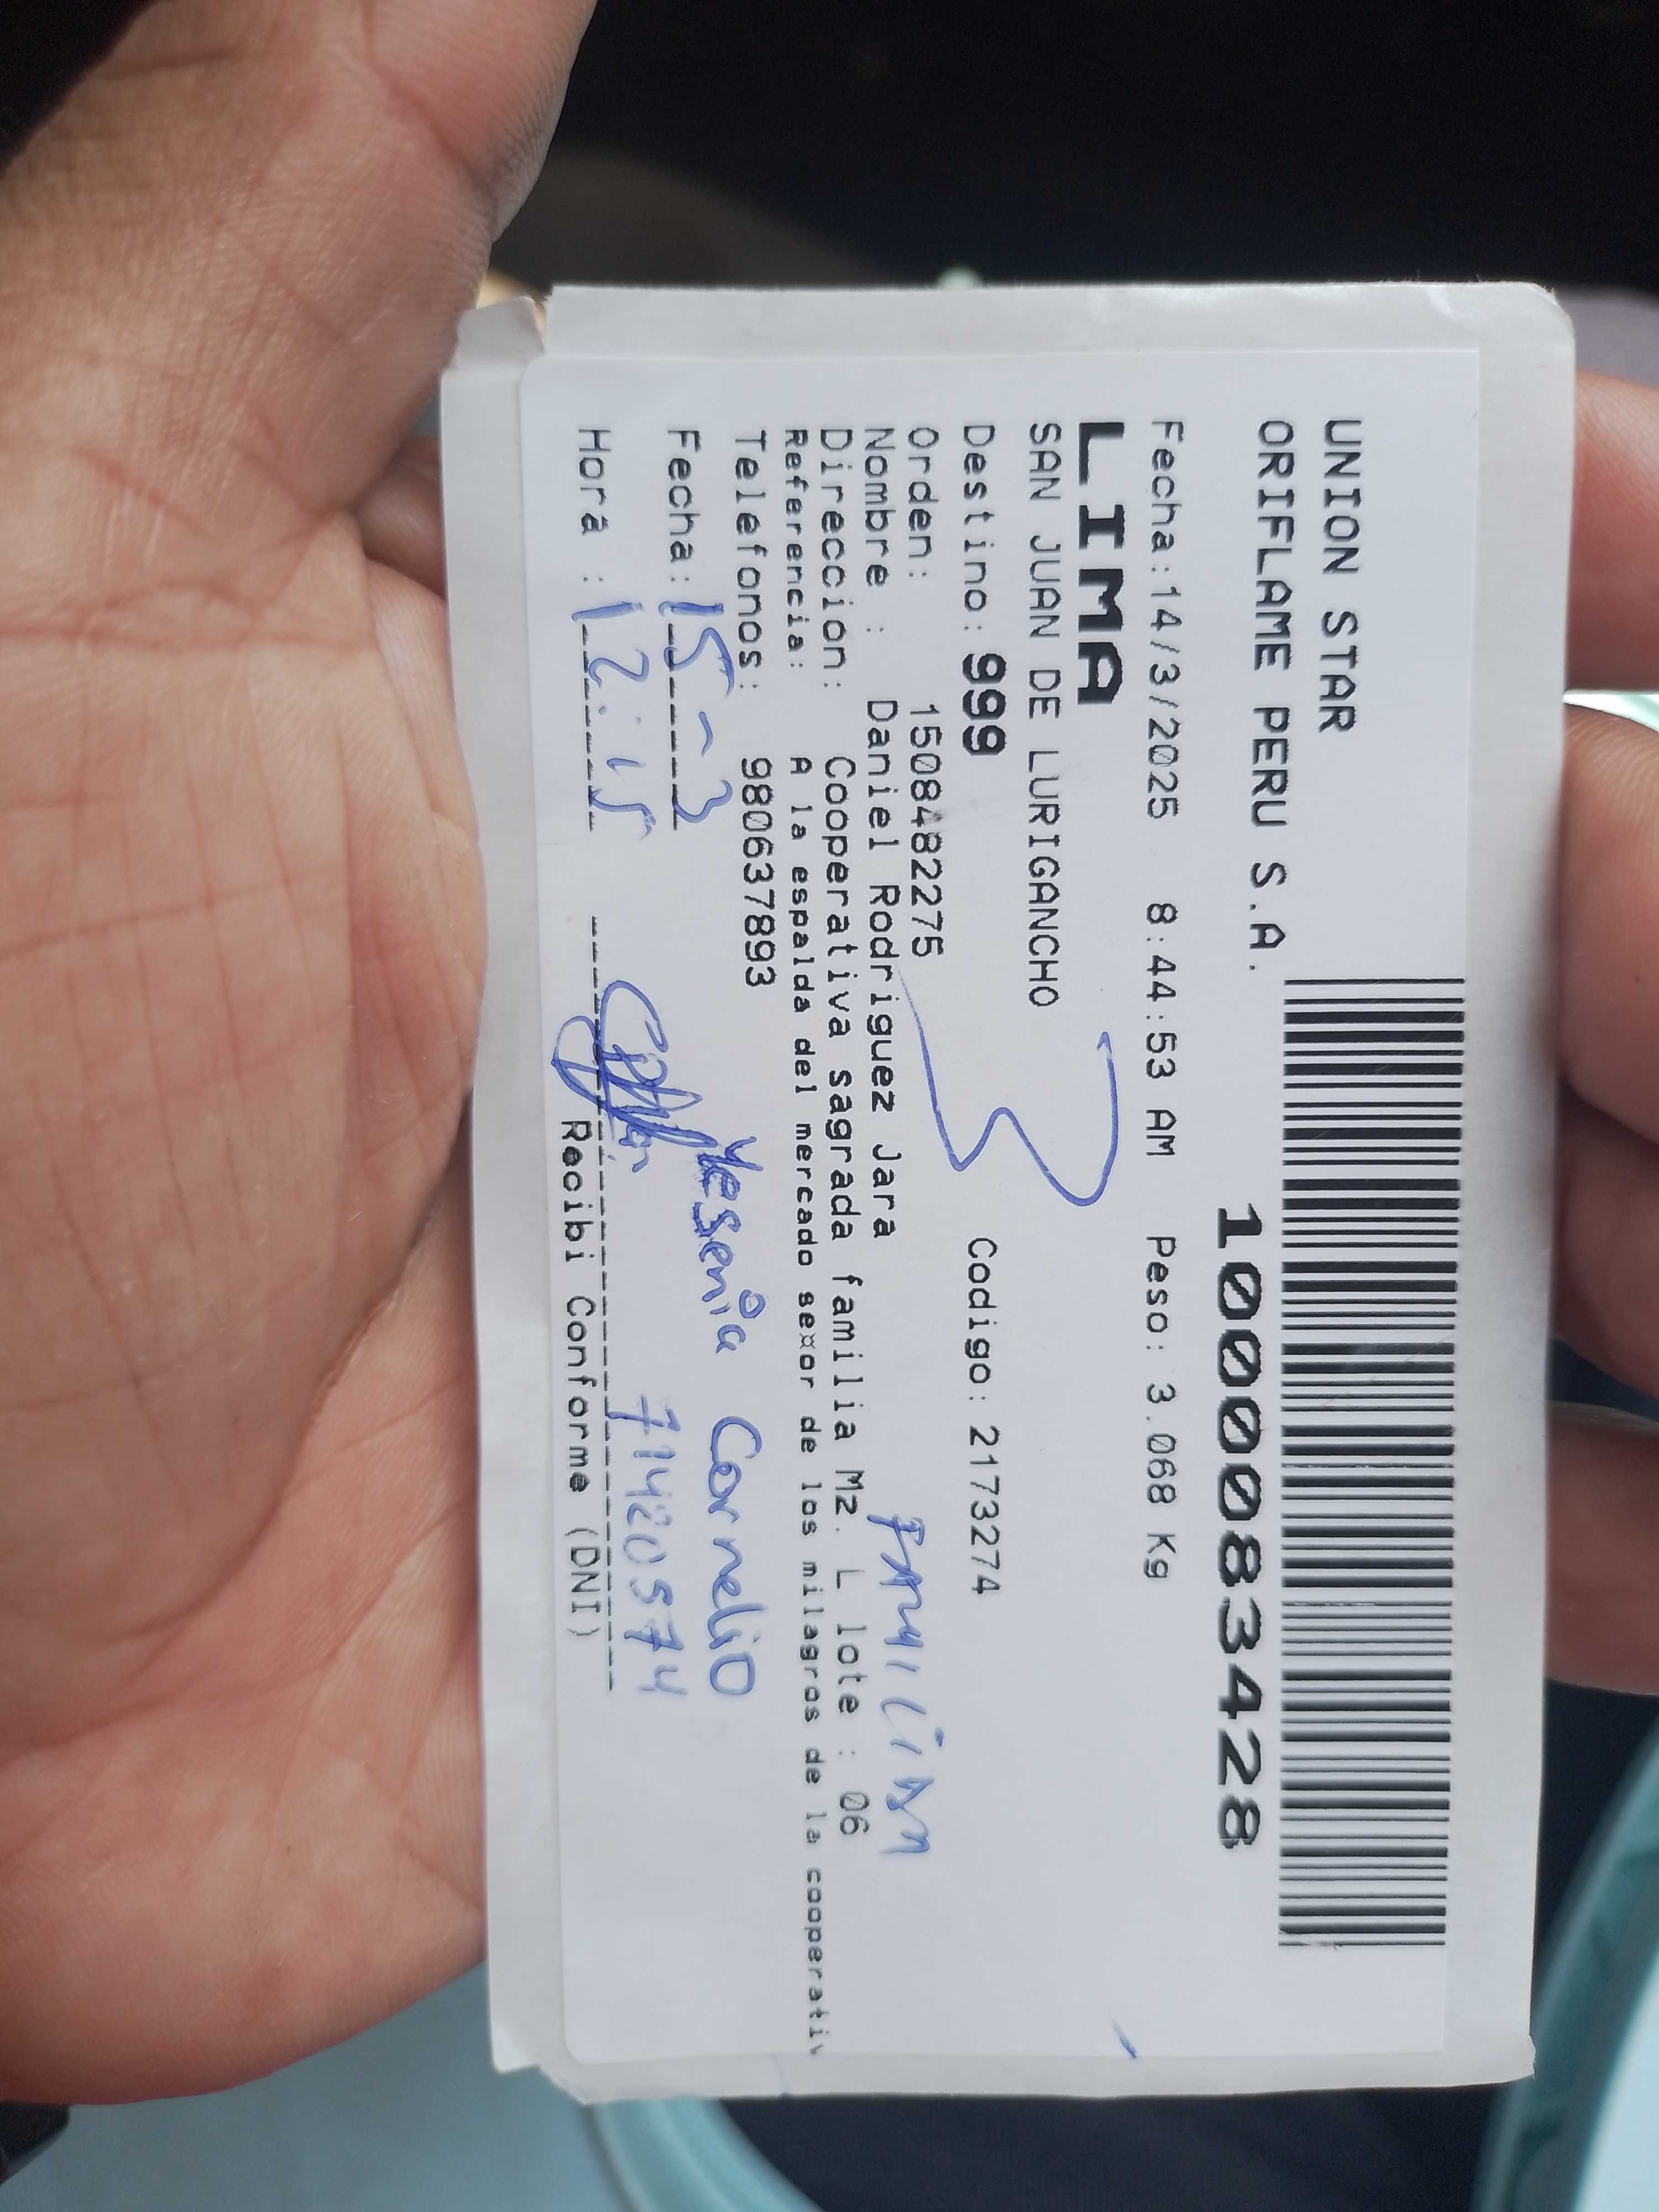 UNION STAR
ORIFLAME PERU S.A.
1000083428
Fecha:14/3/2025 8:44:53 AM Peso: 3.068 Kg
LIMA
SAN JUAN DE LURIGANCHO
Destino: 999 Codigo: 2173274
Orden: 1508482275
Nombre : Daniel Rodriguez Jara
Familiar
Direccion: Cooperativa sagrada familia Mz. L lote : 06
Referencia: A la espalda del mercado se¤or de los milagros de la cooperativ
Telefonos: 980637893
Yesenia Cornelio
Fecha: 15-3
71420574
Hora : 12:15
Recibi Conforme (DNI)